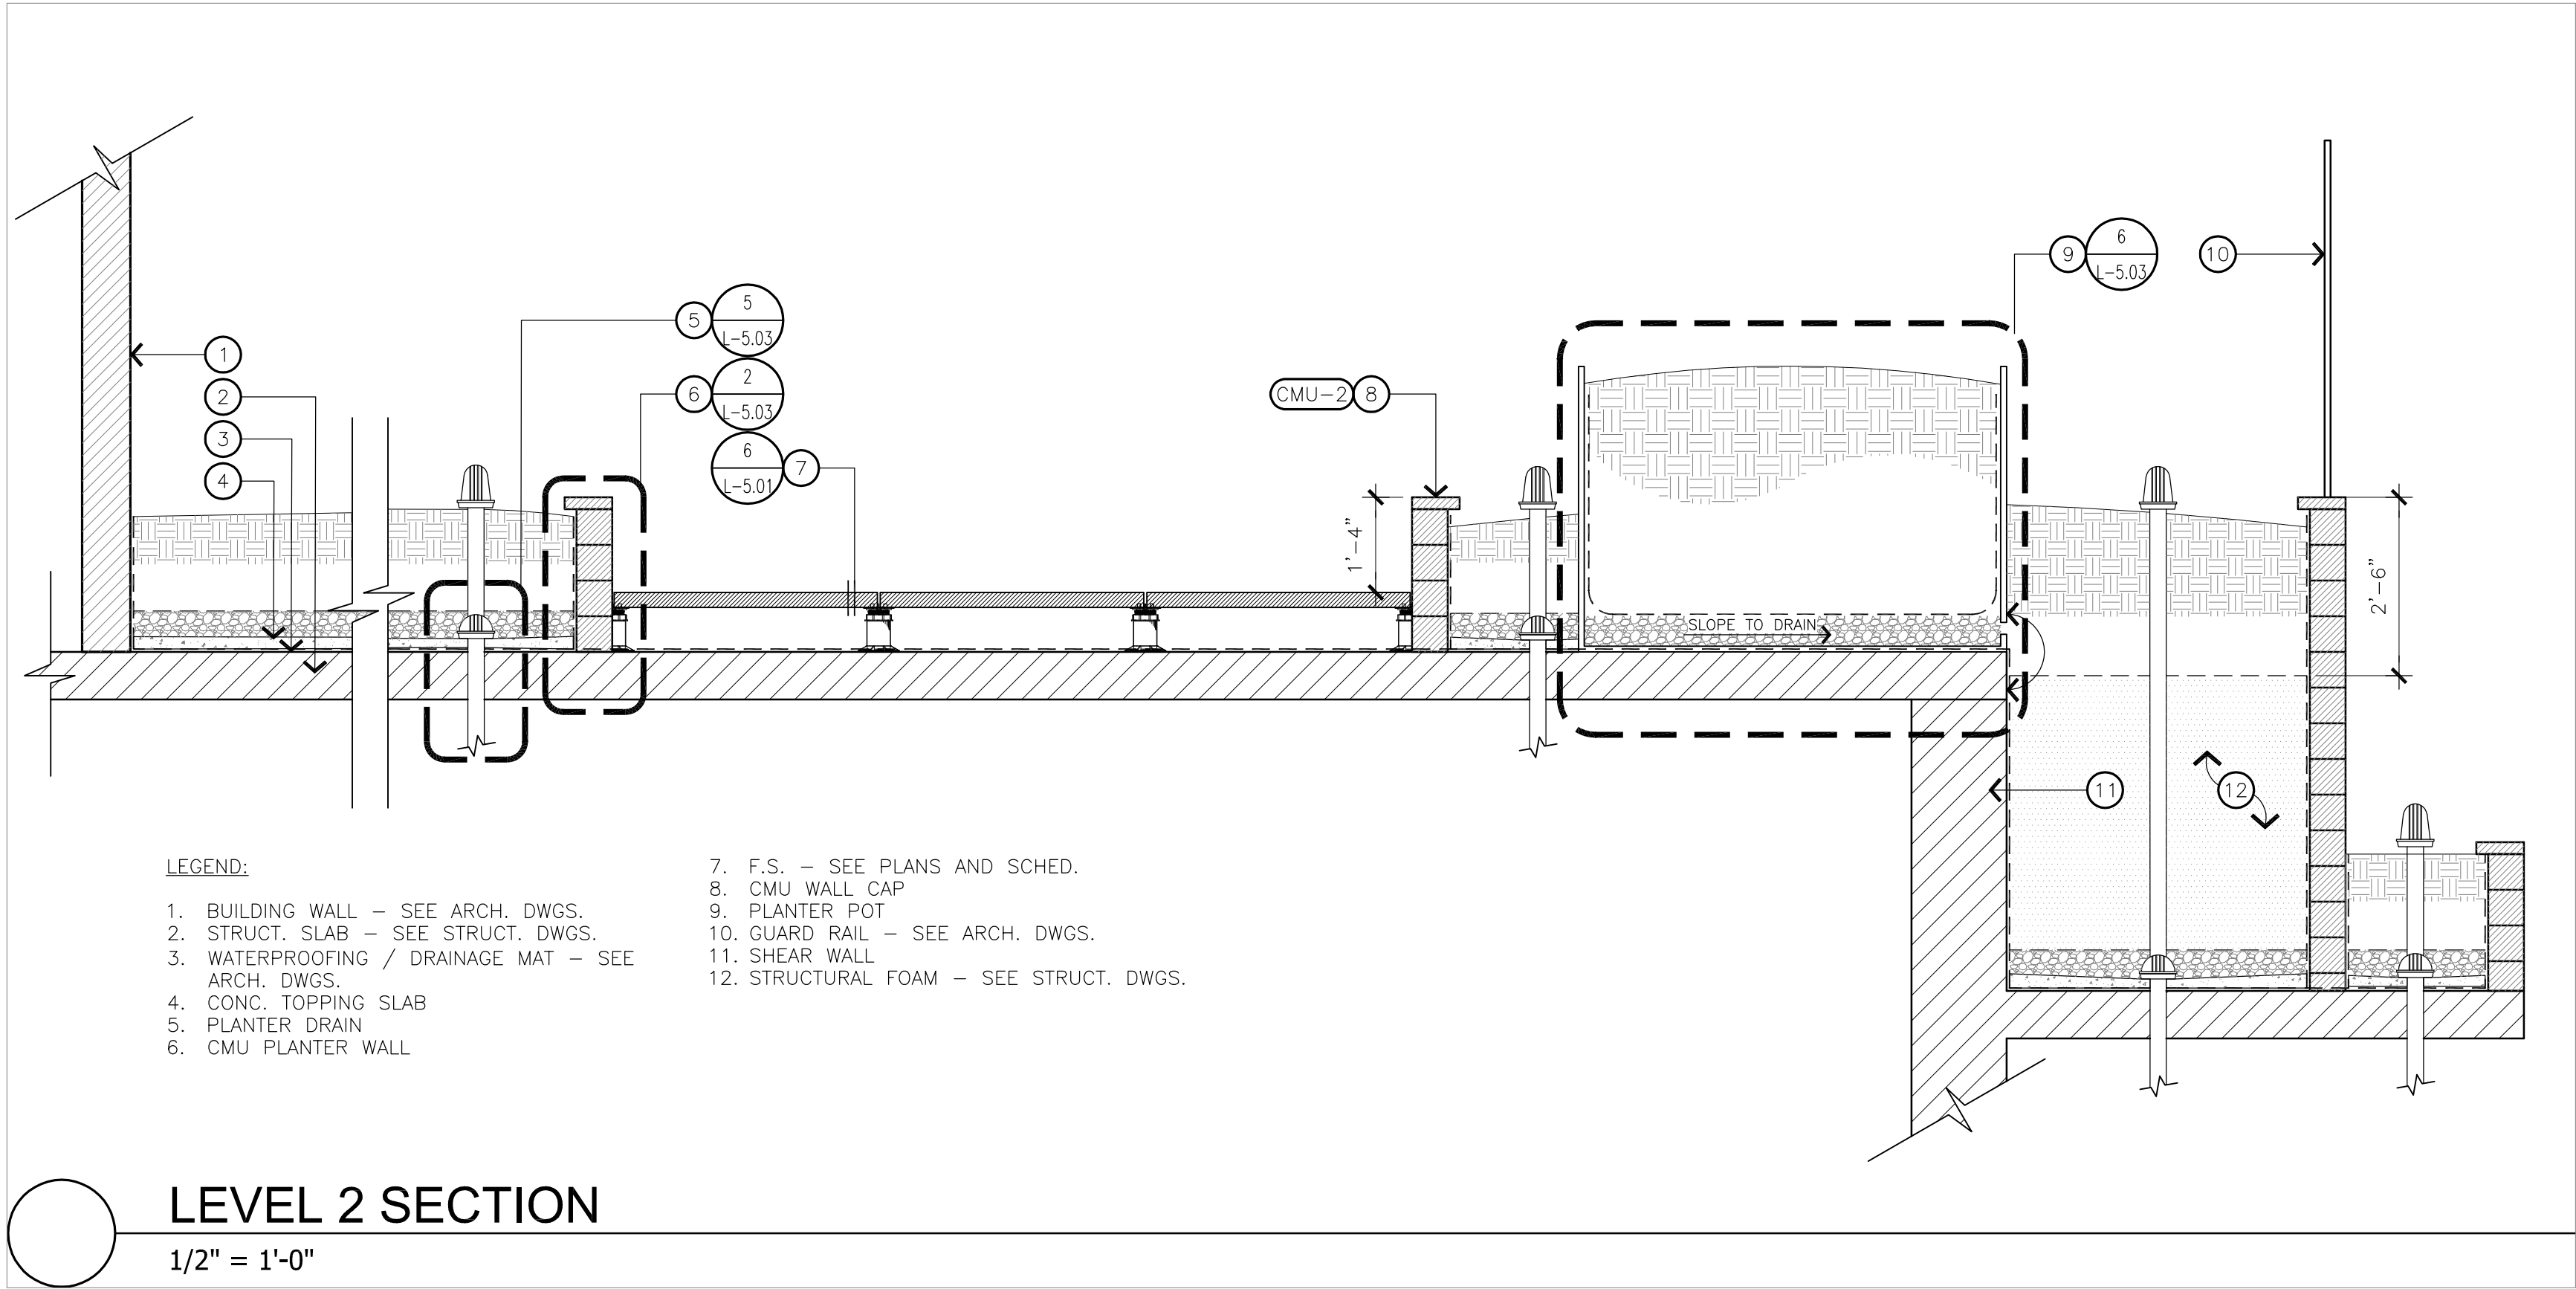 1
2
3
4
5
5
L-5.03
6
2
L-5.03
6
L-5.01
7
CMU-2
8
1'-4"
9
6
L-5.03
10
SLOPE TO DRAIN
2'-6"
11
12
LEGEND:
1. BUILDING WALL – SEE ARCH. DWGS.
2. STRUCT. SLAB – SEE STRUCT. DWGS.
3. WATERPROOFING / DRAINAGE MAT – SEE
ARCH. DWGS.
4. CONC. TOPPING SLAB
5. PLANTER DRAIN
6. CMU PLANTER WALL
7. F.S. – SEE PLANS AND SCHED.
8. CMU WALL CAP
9. PLANTER POT
10. GUARD RAIL – SEE ARCH. DWGS.
11. SHEAR WALL
12. STRUCTURAL FOAM – SEE STRUCT. DWGS.
LEVEL 2 SECTION
1/2" = 1'-0"